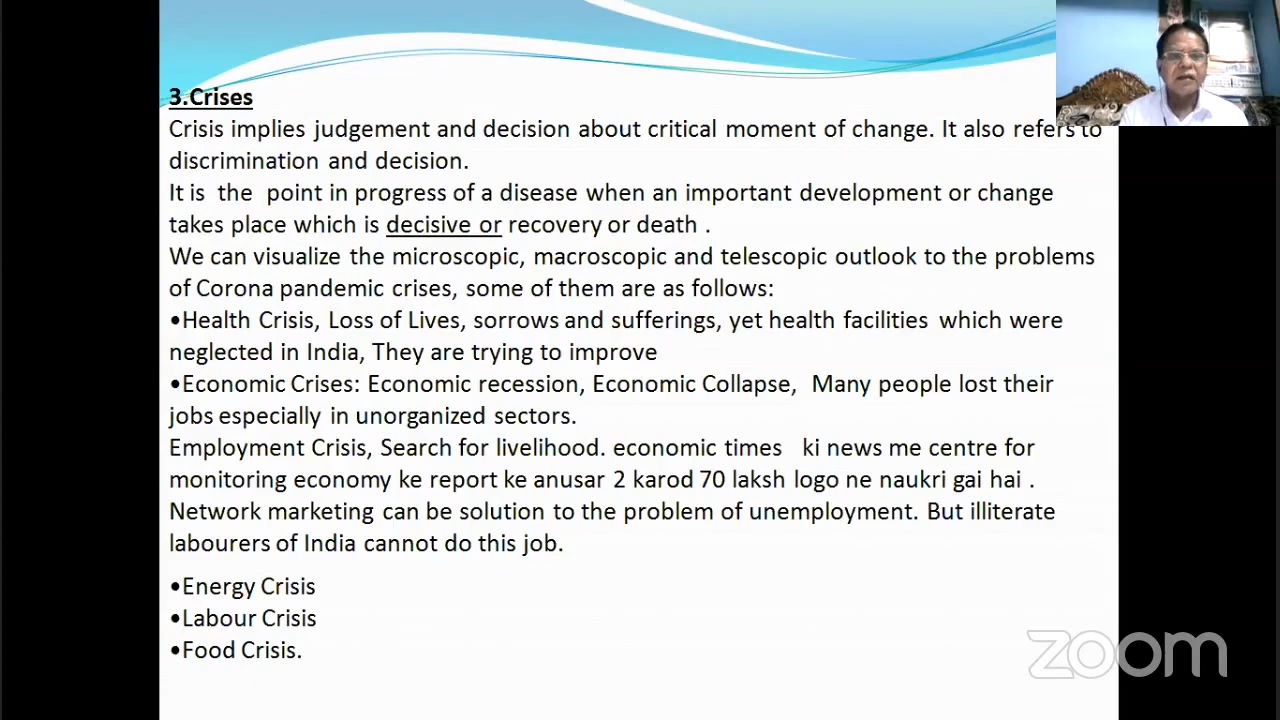 3.Crises
Crisis implies judgement and decision about critical moment of change. It also refers to
discrimination and decision.
It is the point in progress of a disease when an important development or change
takes place which is decisive or recovery or death .
We can visualize the microscopic, macroscopic and telescopic outlook to the problems
of Corona pandemic crises, some of them are as follows:
•Health Crisis, Loss of Lives, sorrows and sufferings, yet health facilities which were
neglected in India, They are trying to improve
•Economic Crises: Economic recession, Economic Collapse, Many people lost their
jobs especially in unorganized sectors.
Employment Crisis, Search for livelihood. economic times ki news me centre for
monitoring economy ke report ke anusar 2 karod 70 laksh logo ne naukri gai hai .
Network marketing can be solution to the problem of unemployment. But illiterate
labourers of India cannot do this job.
•Energy Crisis
•Labour Crisis
•Food Crisis.
zoom